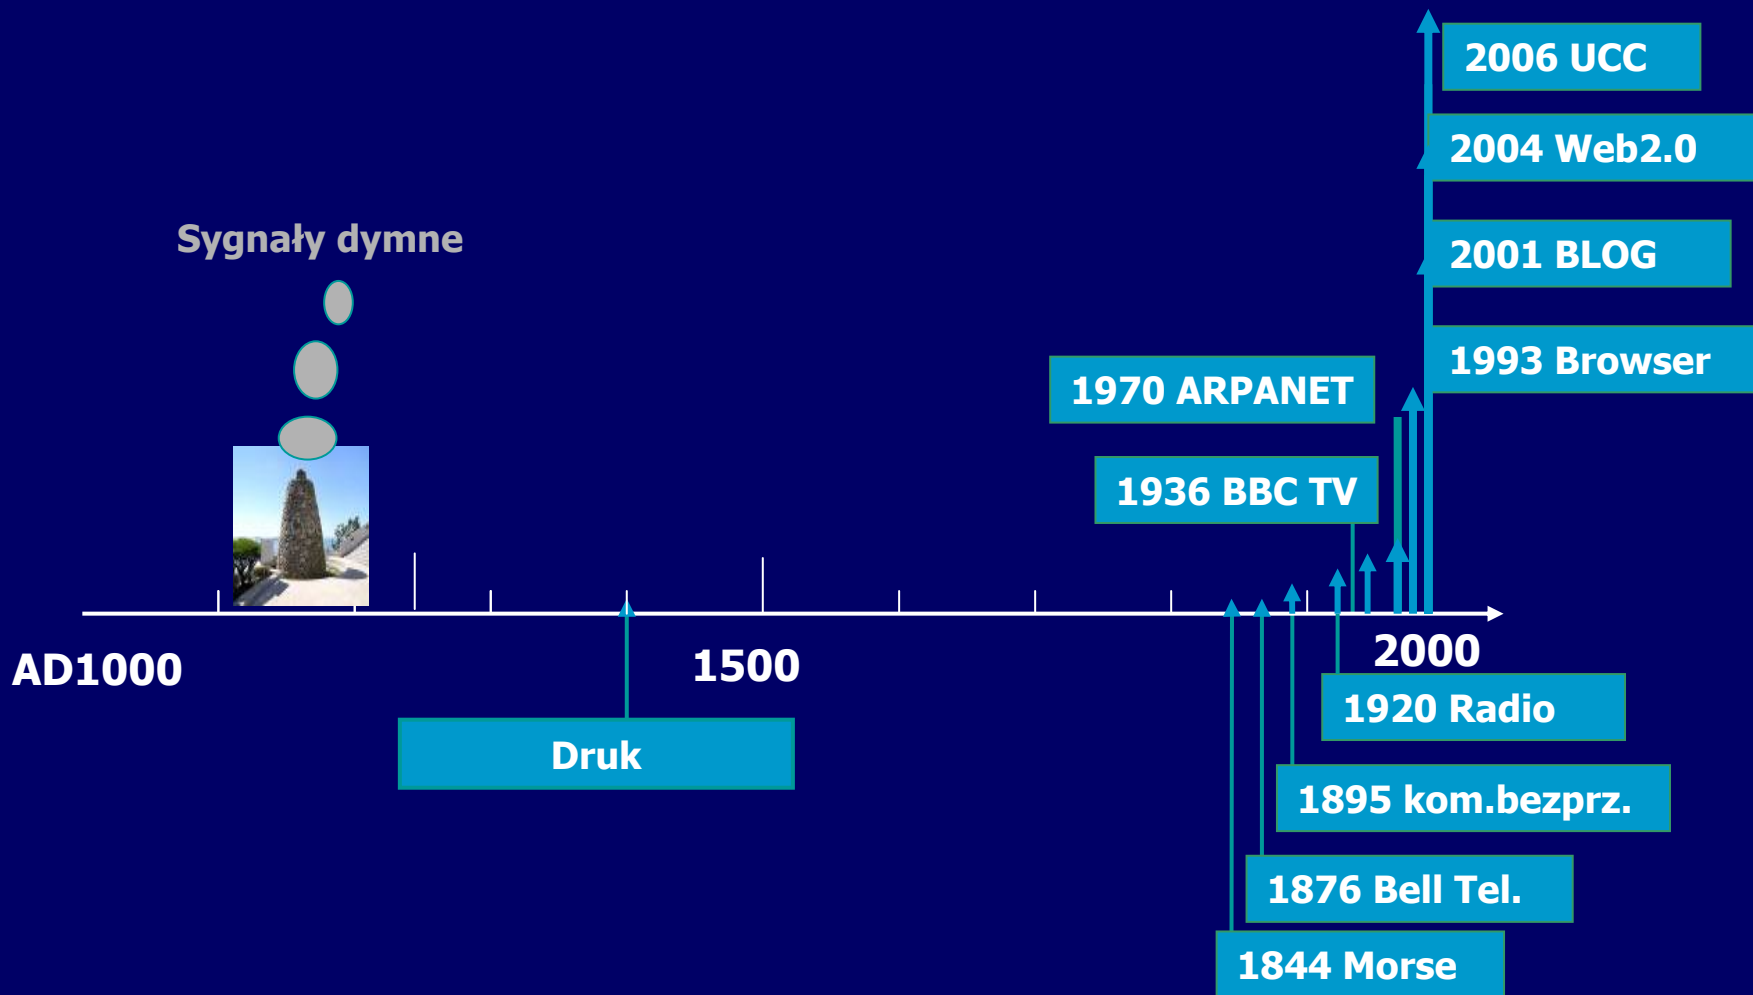 2006 UCC
2004 Web2.0
Sygnały dymne
2001 BLOG
1993 Browser
1970 ARPANET
1936 BBC TV
AD1000
1500
2000
1920 Radio
Druk
1895 kom.bezprz.
1876 Bell Tel.
1844 Morse